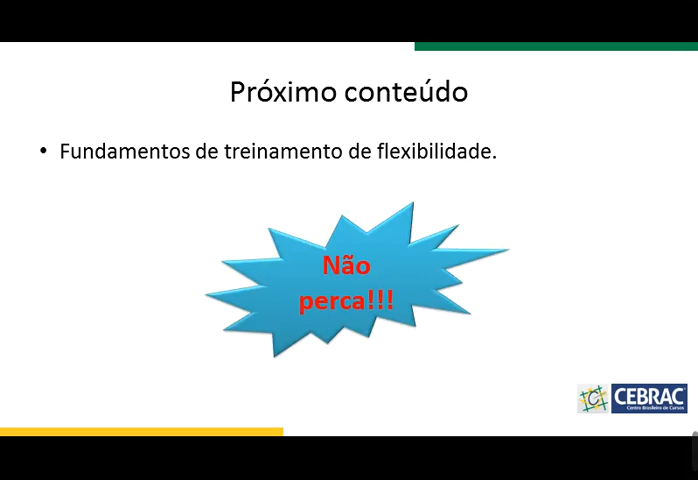 Próximo conteúdo
• Fundamentos de treinamento de flexibilidade.
Não
perca!!!
CEBRAC
Centro Brasileiro de Cursos